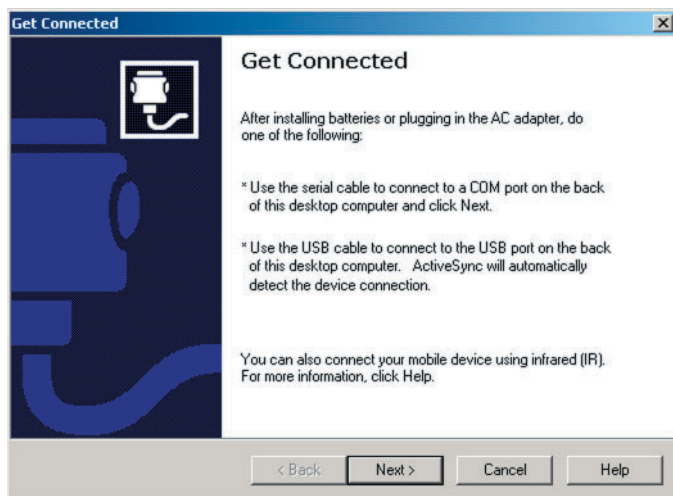 Get Connected
Get Connected
After installing batteries or plugging in the AC adapter, do
one of the following:
* Use the serial cable to connect to a COM port on the back
of this desktop computer and click Next.
* Use the USB cable to connect to the USB port on the back
of this desktop computer.   ActiveSync will automatically
detect the device connection.
You can also connect your mobile device using infrared (IR).
For more information, click Help.
< Back
Next >
Cancel
Help